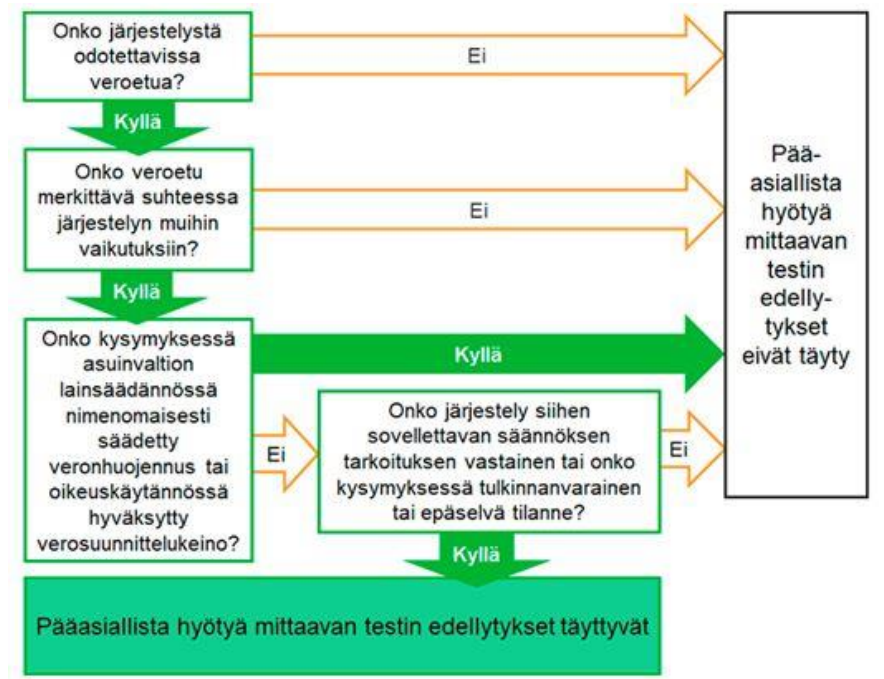 Onko järjestelystä
odotettavissa
veroetua?
Ei
Kyllä
Onko veroetu
merkittävä suhteessa
järjestelyn muihin
vaikutuksiin?
Ei
Kyllä
Onko kysymyksessä
asuinvaltion
lainsäädännössä
nimenomaisesti
säädetty
veronhuojennus tai
oikeuskäytännössä
hyväksytty
verosuunnittelukeino?
Kyllä
Ei
Onko järjestely siihen
sovellettavan säännöksen
tarkoituksen vastainen tai onko
kysymyksessä tulkinnanvarainen
tai epäselvä tilanne?
Ei
Kyllä
Pää-
asiallista
hyötyä
mittaavan
testin
edelly-
tykset
eivät täyty
Pääasiallista hyötyä mittaavan testin edellytykset täyttyvät